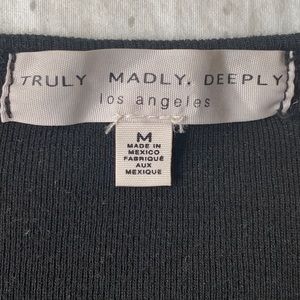 TRULY MADLY. DEEPLY
los angeles
M
MADE IN
MEXICO
FABRIQUÉ
AUX
MEXIQUE